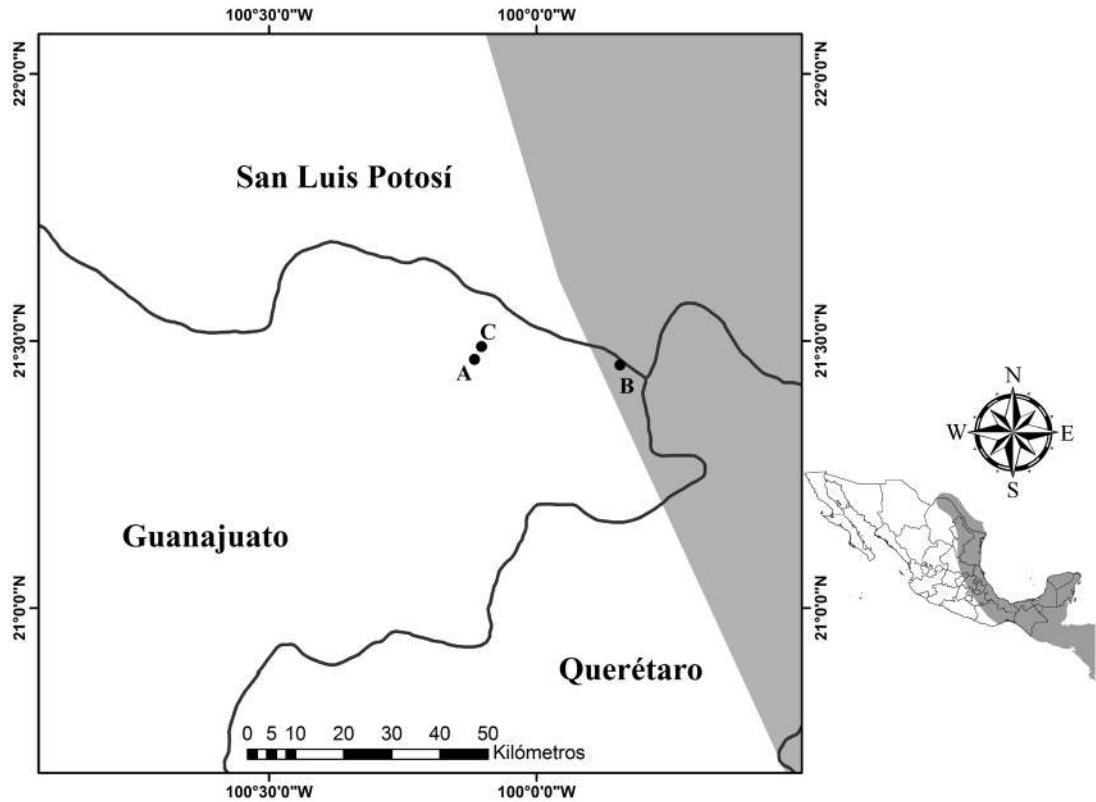 100°30'0"W 100°0'0"W
22°0'0"N 22°0'0"N
San Luis Potosí
21°30'0"N 21°30'0"N
C
A
B
N
W E
S
Guanajuato
21°0'0"N 21°0'0"N
Querétaro
0 5 10 20 30 40 50
Kilómetros
100°30'0"W 100°0'0"W